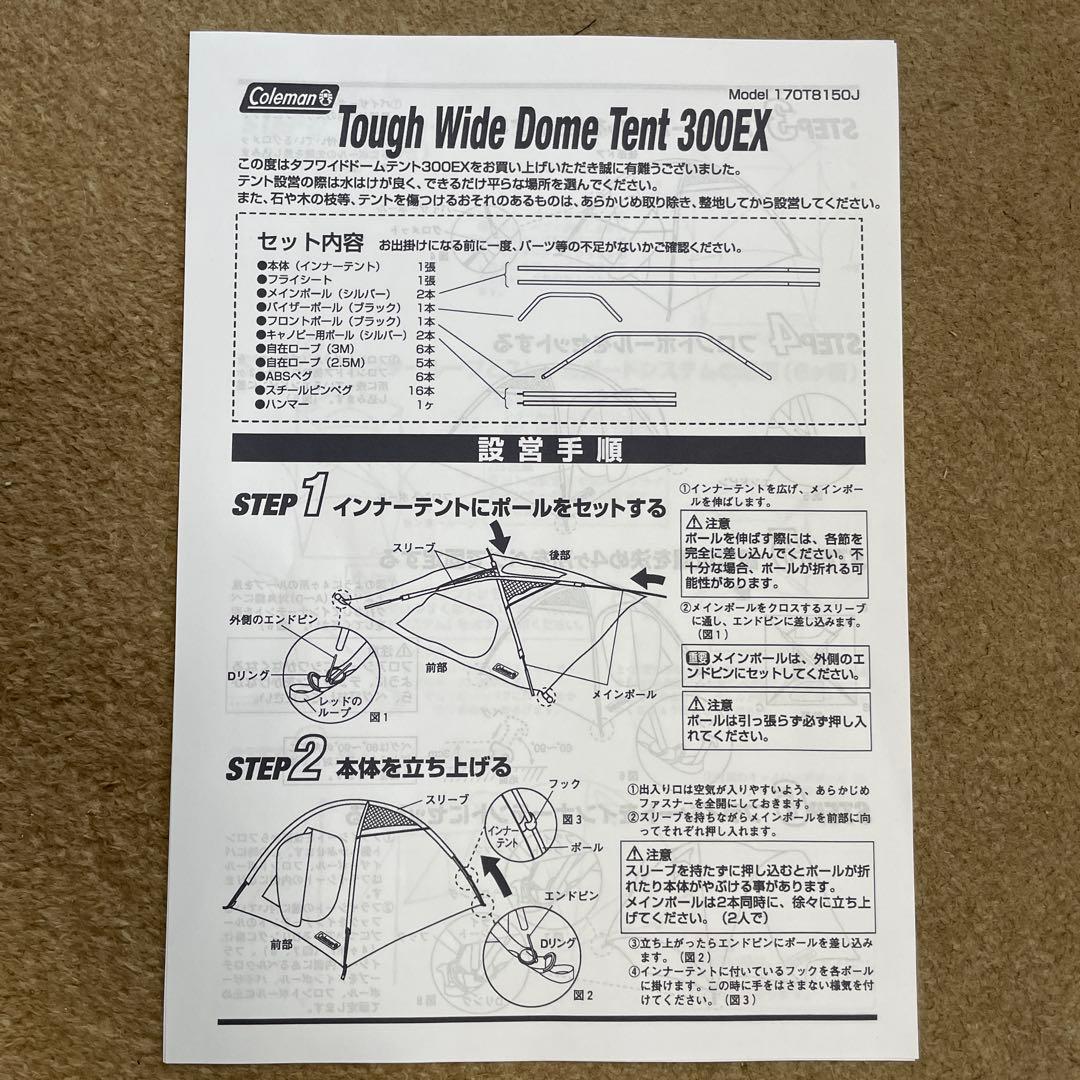 Coleman
Model 170T8150J
Tough Wide Dome Tent 300EX
この度はタフワイドドームテント300EXをお買い上げいただき誠に有難うございました。
テント設営の際は水はけが良く、できるだけ平らな場所を選んでください。
また、石や木の枝等、テントを傷つけるおそれのあるものは、あらかじめ取り除き、整地してから設営してください。
セット内容 お出掛けになる前に一度、パーツ等の不足がないかご確認ください。
●本体（インナーテント） 1張
●フライシート 1張
●メインポール（シルバー） 2本
●バイザーポール（ブラック） 1本
●フロントポール（ブラック） 1本
●キャノピー用ポール（シルバー） 2本
●自在ロープ（3M） 6本
●自在ロープ（2.5M） 5本
●ABSペグ 6本
●スチールピンペグ 16本
●ハンマー 1ヶ
設営手順
STEP 1 インナーテントにポールをセットする
スリーブ
後部
外側のエンドピン
Dリング
レッドの
ループ
図1
前部
Coleman
メインポール
①インナーテントを広げ、メインポー
ルを伸ばします。
⚠注意
ポールを伸ばす際には、各節を
完全に差し込んでください。不
十分な場合、ポールが折れる可
能性があります。
②メインポールをクロスするスリーブ
に通し、エンドピンに差し込みます。
（図1）
重要 メインポールは、外側のエ
ンドピンにセットしてください。
⚠注意
ポールは引っ張らず必ず押し入
れてください。
STEP 2 本体を立ち上げる
スリーブ
フック
図3
インナー
テント
ポール
エンドピン
Dリング
図2
前部
Coleman
①出入り口は空気が入りやすいよう、あらかじめ
ファスナーを全開にしておきます。
②スリーブを持ちながらメインポールを前部に向
ってそれぞれ押し入れます。
⚠注意
スリーブを持たずに押し込むとポールが折
れたり本体がやぶける事があります。
メインポールは2本同時に、徐々に立ち上
げてください。（2人で）
③立ち上がったらエンドピンにポールを差し込み
ます。（図2）
④インナーテントに付いているフックを各ポール
に掛けます。この時に手をはさまない様気を付
けてください。（図3）